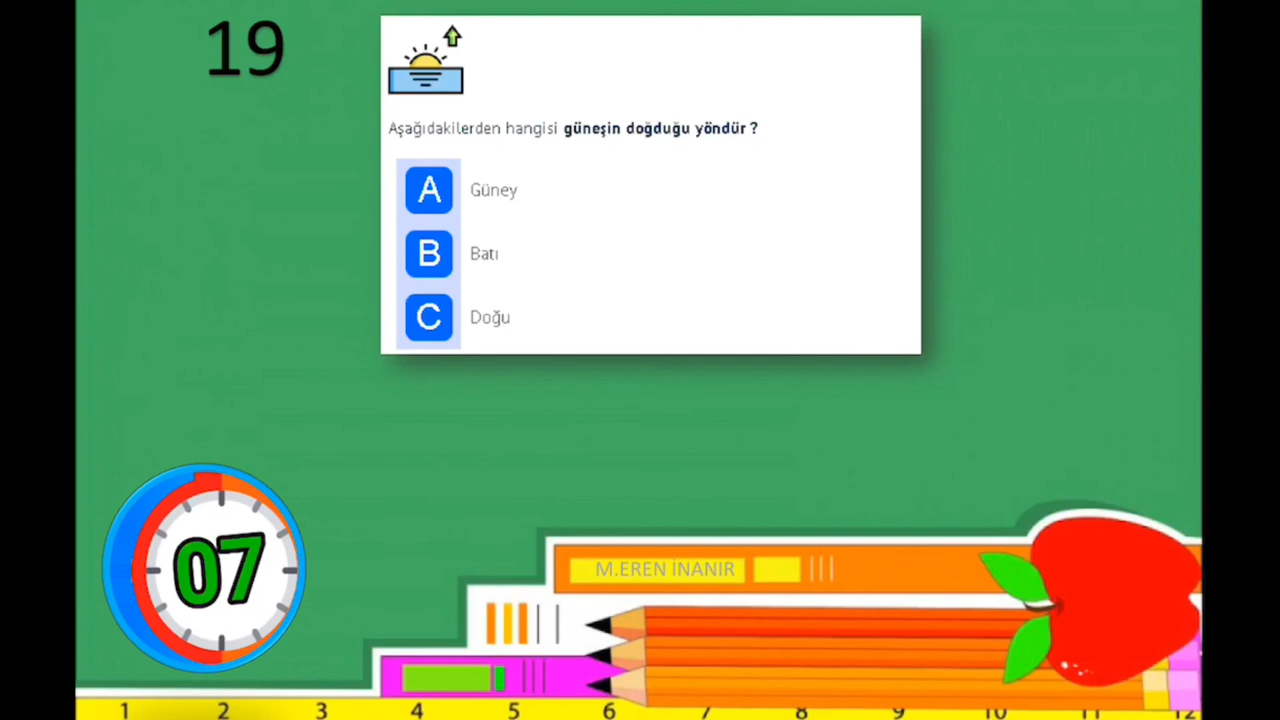 19
Aşağıdakilerden hangisi güneşin doğduğu yöndür ?
A Güney
B Batı
C Doğu
07
M.EREN INANIR
1 2 3 4 5 6 7 8 9 10 11 12